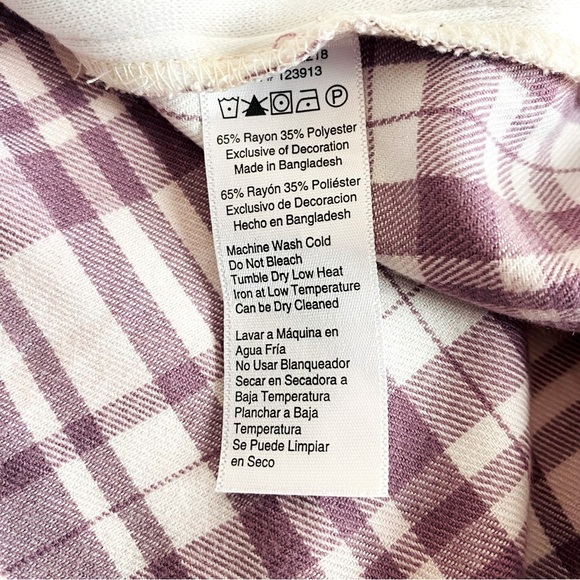 218
# 123913
65% Rayon 35% Polyester
Exclusive of Decoration
Made in Bangladesh
65% Rayón 35% Poliéster
Exclusivo de Decoracion
Hecho en Bangladesh
Machine Wash Cold
Do Not Bleach
Tumble Dry Low Heat
Iron at Low Temperature
Can be Dry Cleaned
Lavar a Máquina en
Agua Fría
No Usar Blanqueador
Secar en Secadora a
Baja Temperatura
Planchar a Baja
Temperatura
Se Puede Limpiar
en Seco